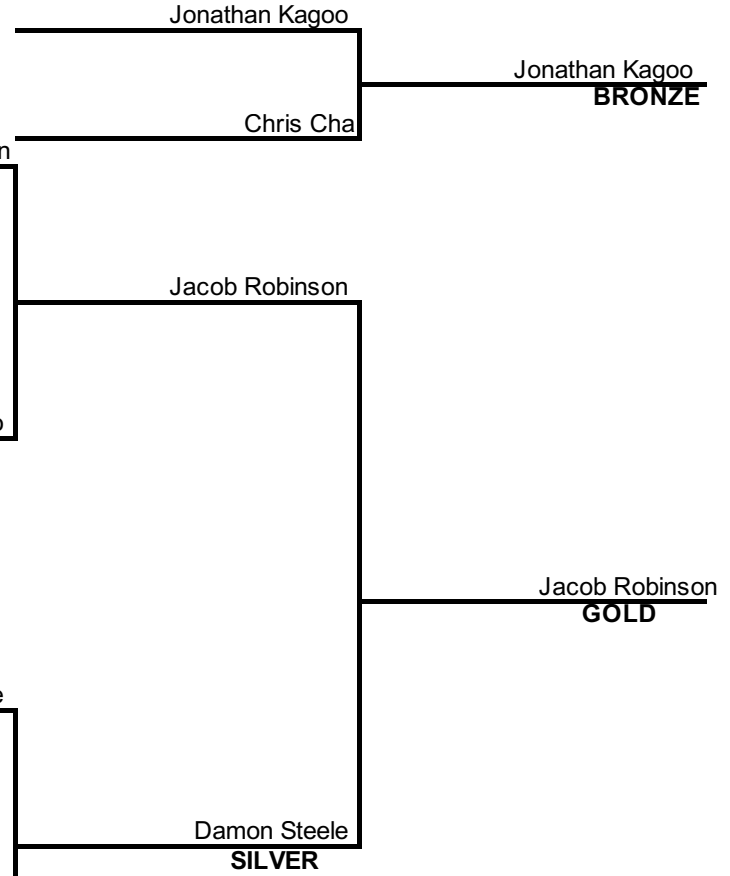 Jonathan Kagoo
Jonathan Kagoo
BRONZE
Chris Cha
n
Jacob Robinson
o
Jacob Robinson
GOLD
e
Damon Steele
SILVER